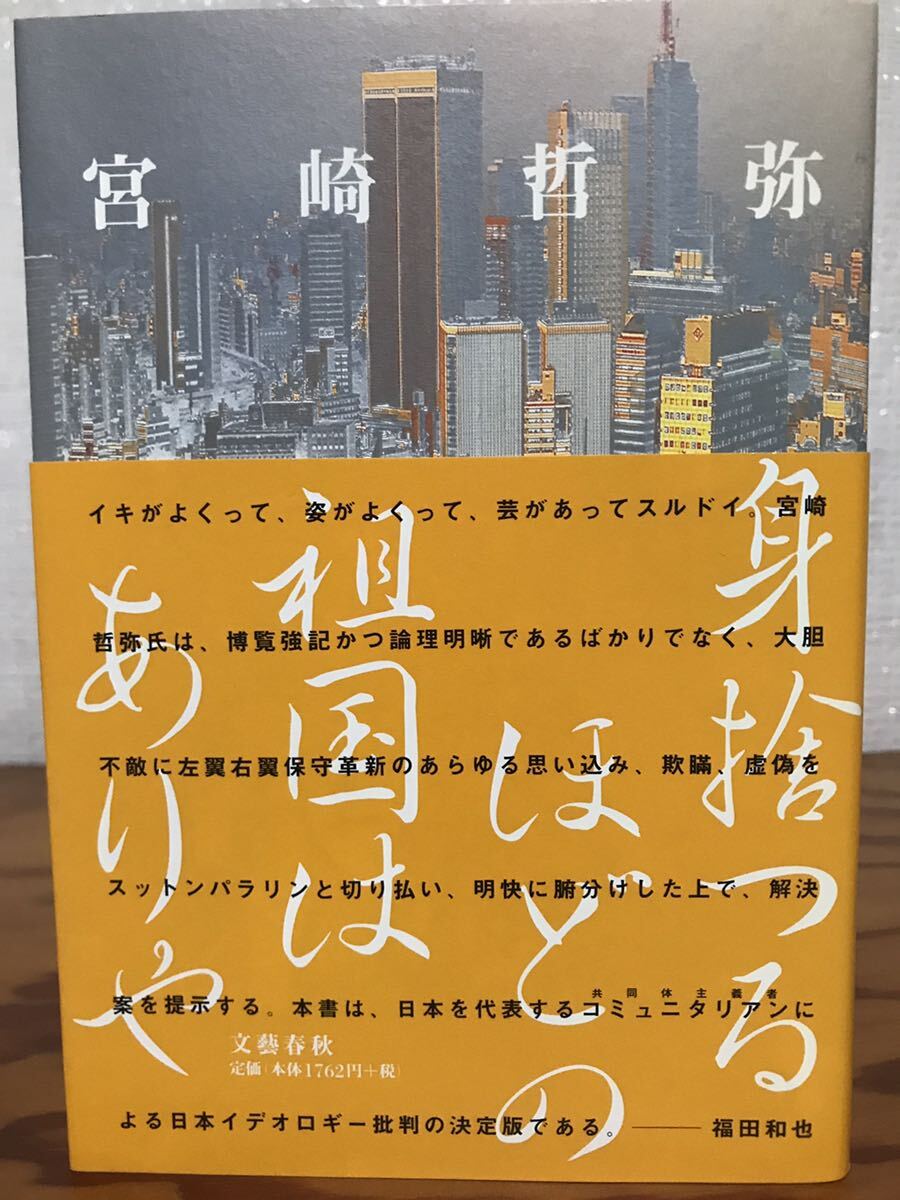 宮崎哲弥
身捨つる
ほどの
祖国は
ありや
イキがよくって、姿がよくって、芸があってスルドイ。宮崎
哲弥氏は、博覧強記かつ論理明晰であるばかりでなく、大胆
不敵に左翼右翼保守革新のあらゆる思い込み、欺瞞、虚偽を
スットンパラリンと切り払い、明快に腑分けした上で、解決
共同体主義者
案を提示する。本書は、日本を代表するコミュニタリアンに
よる日本イデオロギー批判の決定版である。――福田和也
文藝春秋
定価(本体1762円+税)